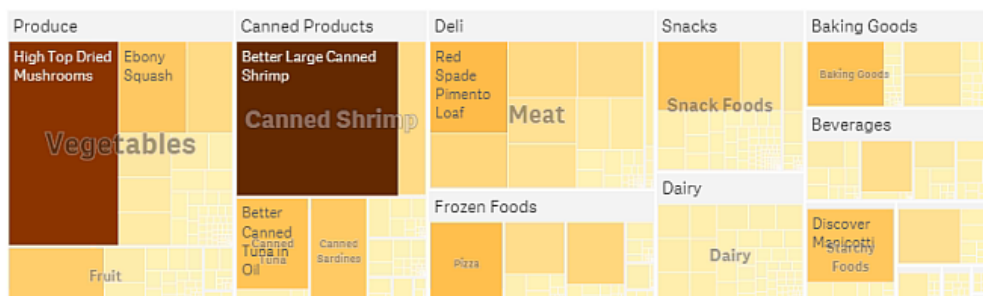 Produce
High Top Dried
Mushrooms
Ebony
Squash
Vegetables
Fruit
Canned Products
Better Large Canned
Shrimp
Canned Shrimp
Better
Canned
Tuna in
Oil
Canned
Tuna
Canned
Sardines
Deli
Red
Spade
Pimento
Loaf
Meat
Frozen Foods
Pizza
Snacks
Snack Foods
Dairy
Dairy
Baking Goods
Baking Goods
Beverages
Discover
Manicotti
Starchy
Foods